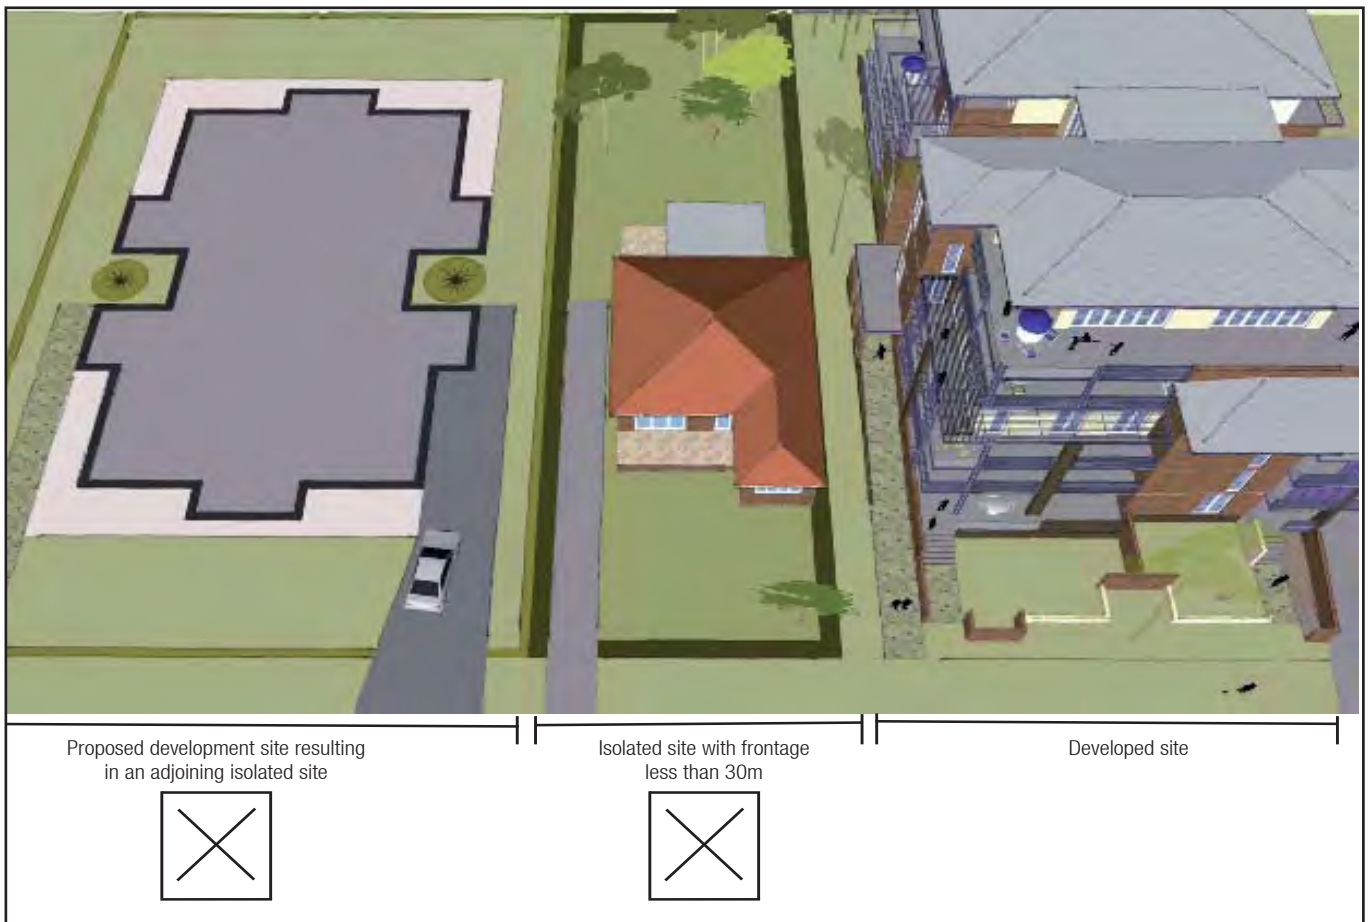 Proposed development site resulting
in an adjoining isolated site
Isolated site with frontage
less than 30m
Developed site